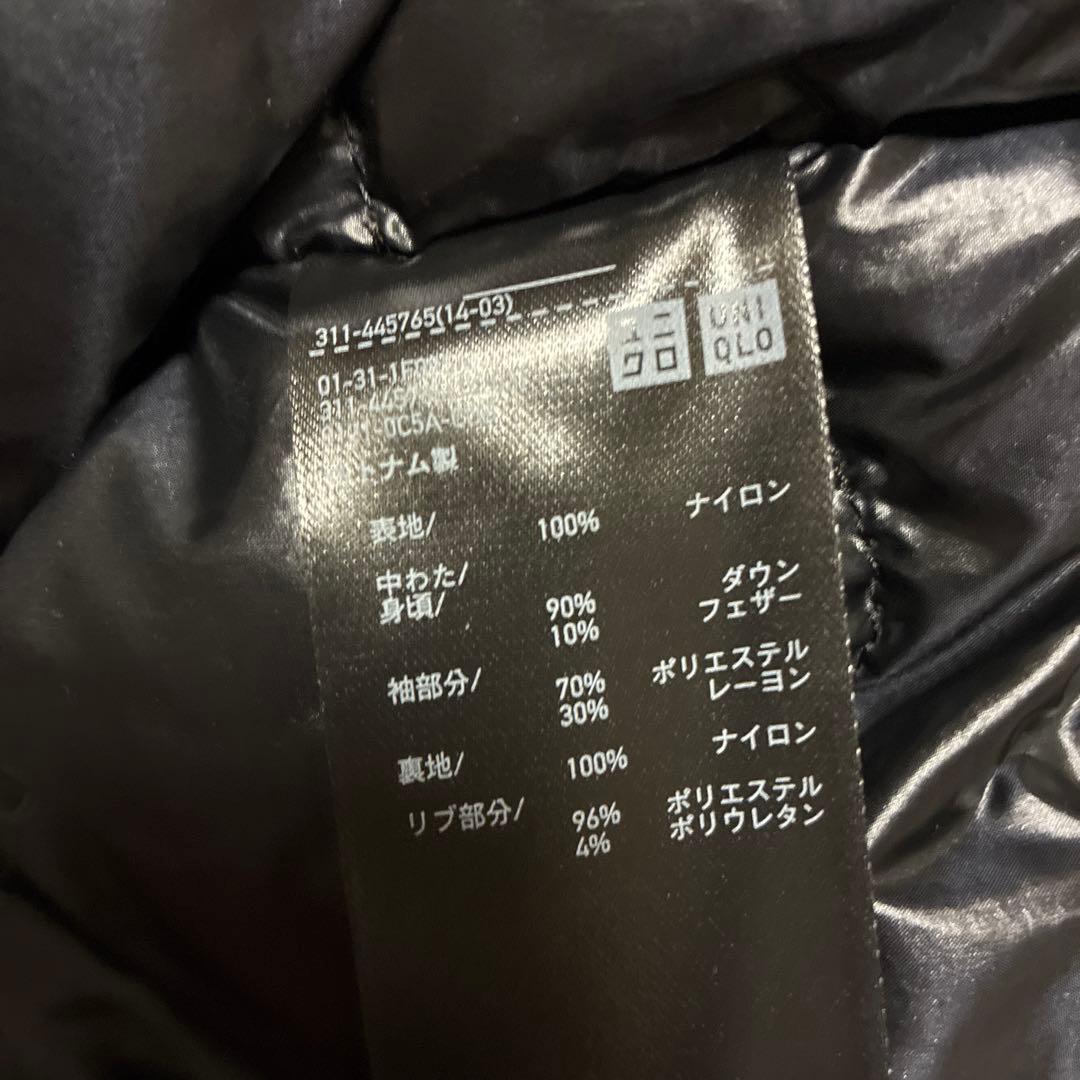 311-445765(14-03)
ユニ
クロ
UNI
QLO
01-31-
ナム製
表地/ 100% ナイロン
中わた/
身頃/ 90% ダウン
10% フェザー
袖部分/ 70% ポリエステル
30% レーヨン
裏地/ 100% ナイロン
リブ部分/ 96% ポリエステル
4% ポリウレタン